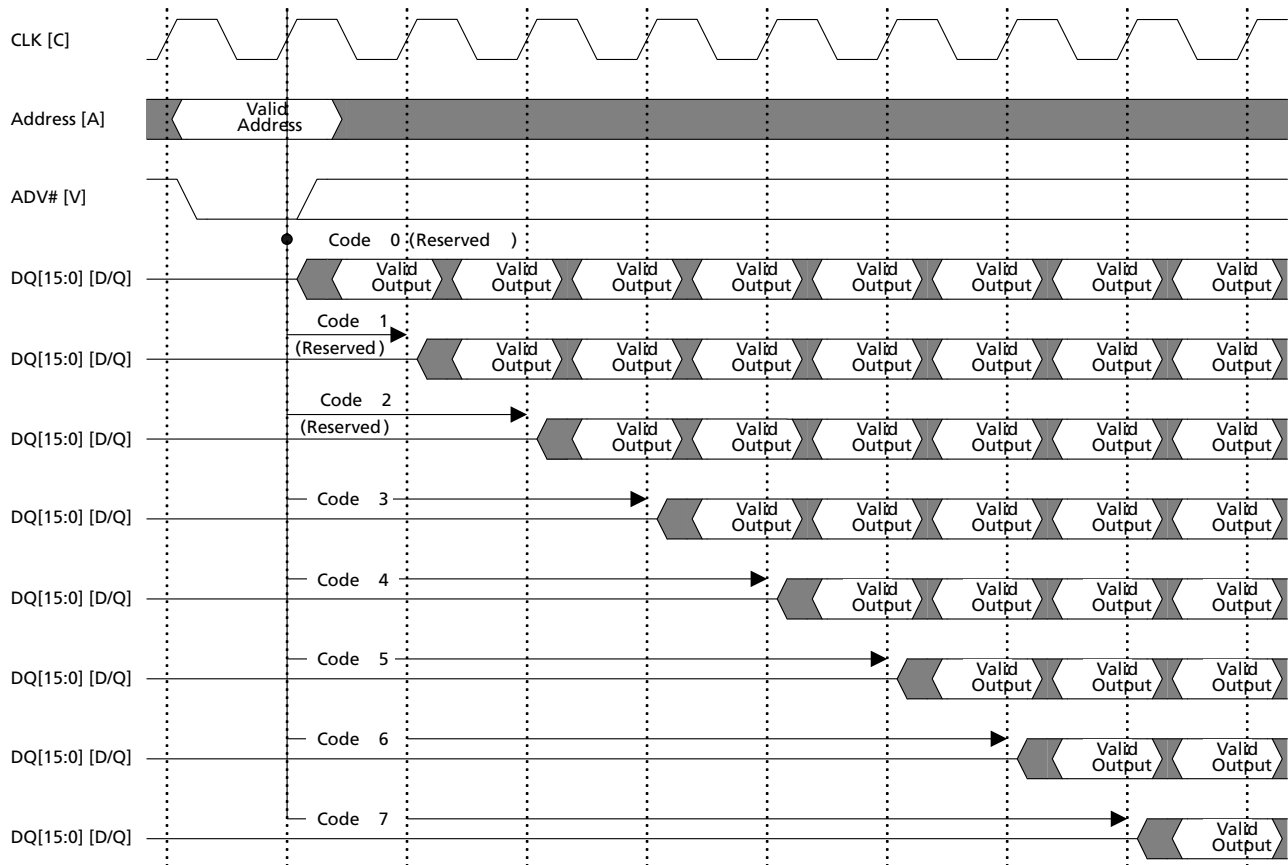 CLK [C]
Address [A]
Valid
Address
ADV# [V]
Code 0 (Reserved )
DQ[15:0] [D/Q]
Valid Valid Valid Valid Valid Valid Valid Valid
Output Output Output Output Output Output Output Output
Code 1
(Reserved)
DQ[15:0] [D/Q]
Valid Valid Valid Valid Valid Valid Valid
Output Output Output Output Output Output Output
Code 2
(Reserved)
DQ[15:0] [D/Q]
Valid Valid Valid Valid Valid Valid
Output Output Output Output Output Output
Code 3
DQ[15:0] [D/Q]
Valid Valid Valid Valid Valid
Output Output Output Output Output
Code 4
DQ[15:0] [D/Q]
Valid Valid Valid Valid
Output Output Output Output
Code 5
DQ[15:0] [D/Q]
Valid Valid Valid
Output Output Output
Code 6
DQ[15:0] [D/Q]
Valid Valid
Output Output
Code 7
DQ[15:0] [D/Q]
Valid
Output